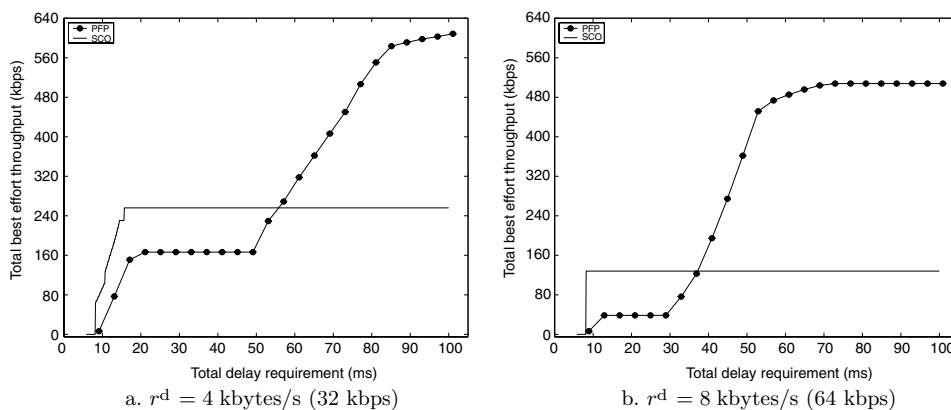 640
560
480
400
320
240
160
80
0
Total best effort throughput (kbps)
PFP
SCO
0 10 20 30 40 50 60 70 80 90 100
Total delay requirement (ms)
a. r^d = 4 kbytes/s (32 kbps)
640
560
480
400
320
240
160
80
0
Total best effort throughput (kbps)
PFP
SCO
0 10 20 30 40 50 60 70 80 90 100
Total delay requirement (ms)
b. r^d = 8 kbytes/s (64 kbps)